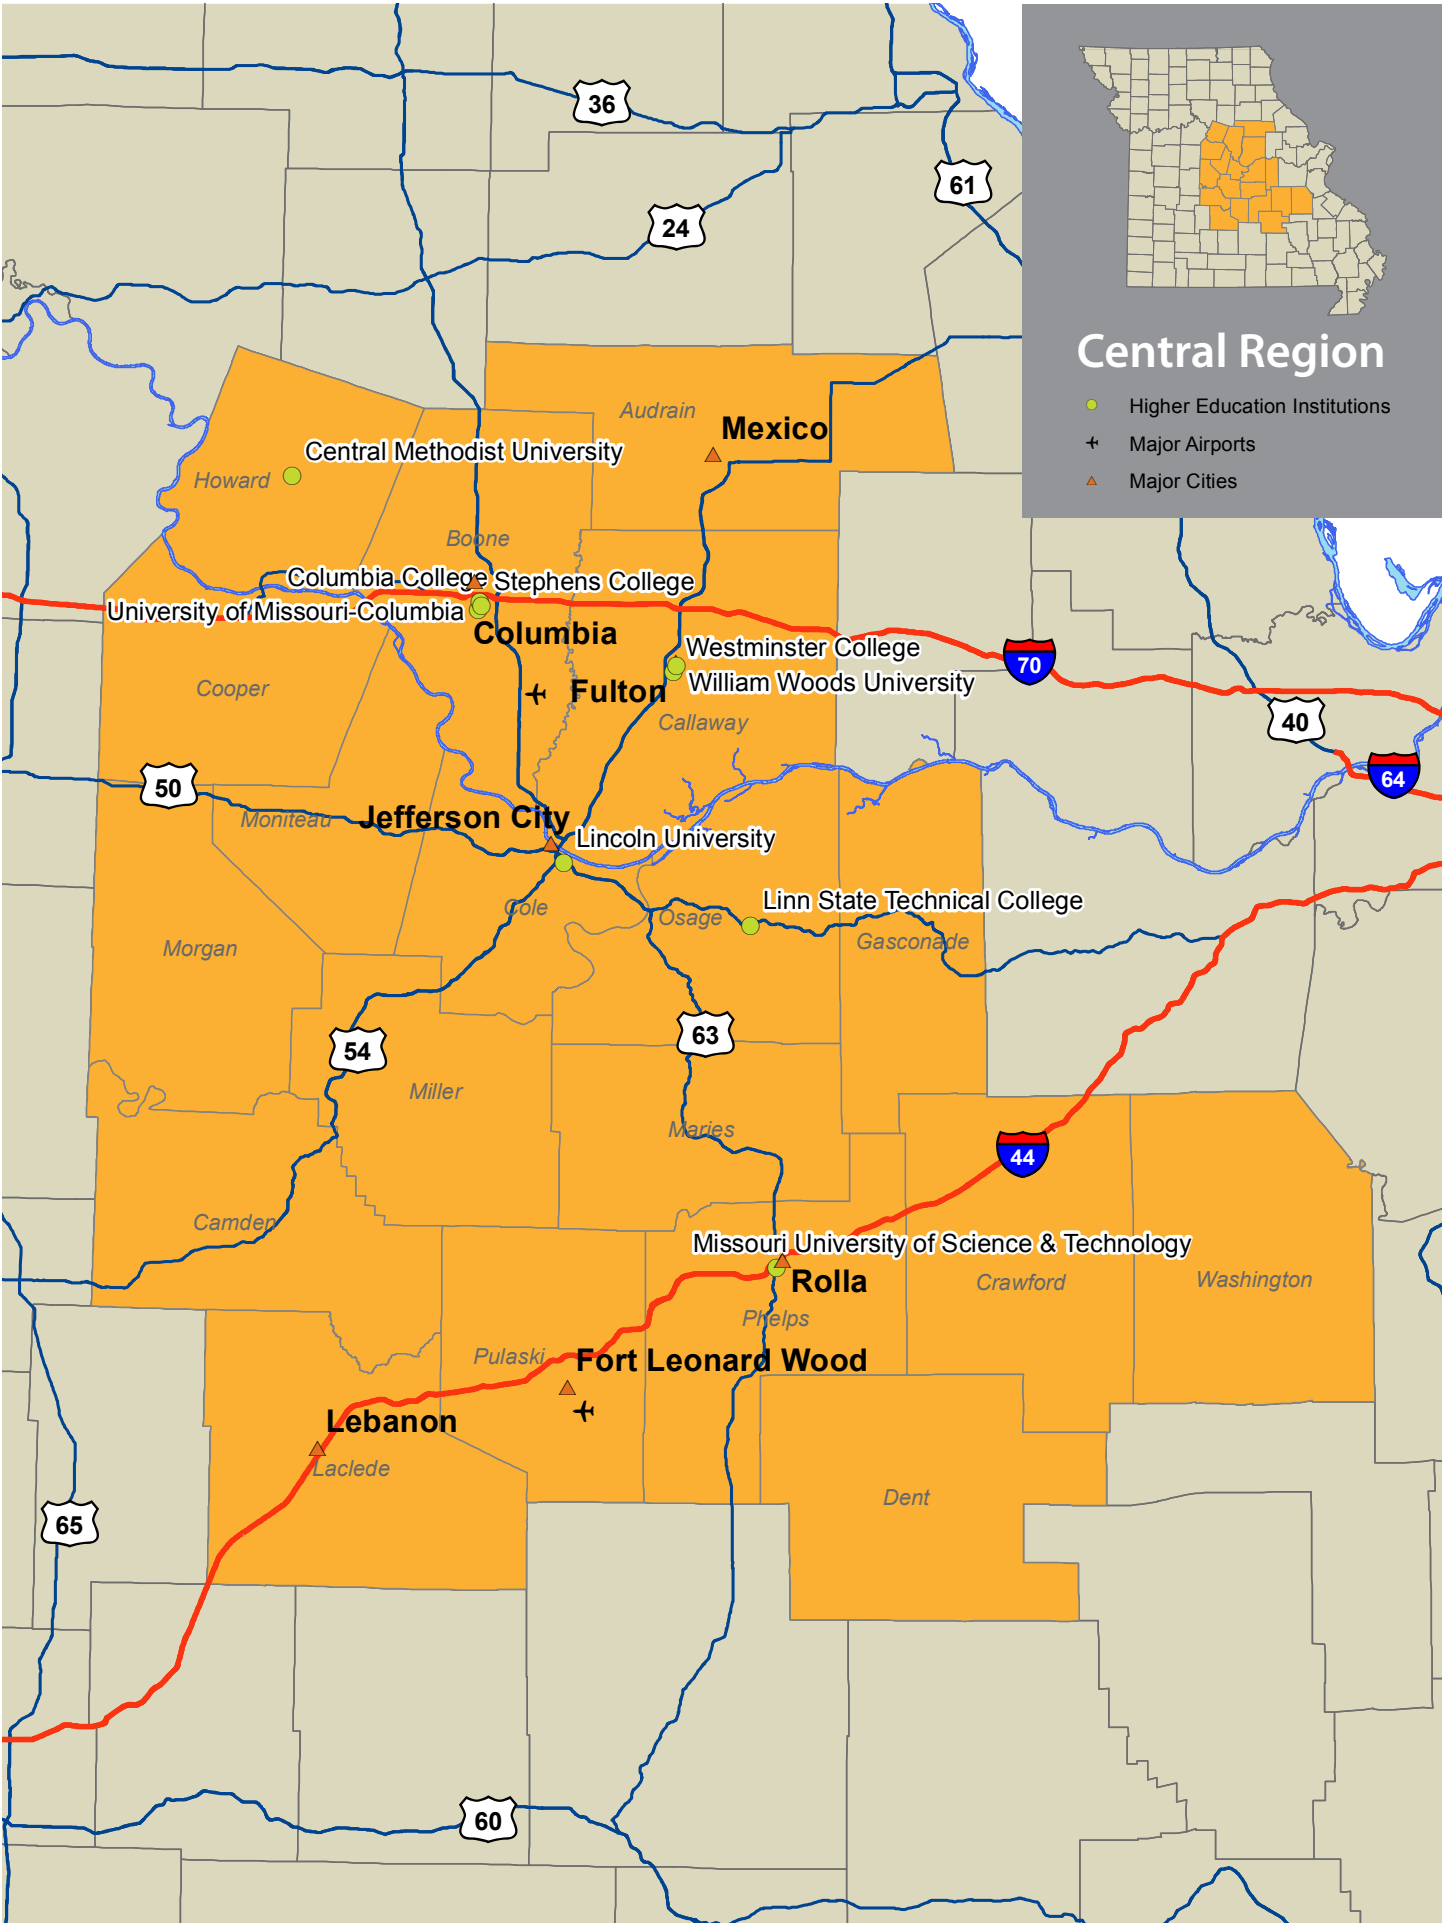 36
61
24
Central Region
Higher Education Institutions
Major Airports
Major Cities
Audrain
Mexico
Central Methodist University
Howard
Boone
Columbia College
Stephens College
University of Missouri-Columbia
Columbia
Westminster College
70
William Woods University
Fulton
Cooper
Callaway
40
64
50
Moniteau
Jefferson City
Lincoln University
Linn State Technical College
Cole
Osage
Gasconade
Morgan
63
54
Miller
Maries
44
Camden
Missouri University of Science & Technology
Rolla
Crawford
Washington
Phelps
Pulaski
Fort Leonard Wood
Lebanon
Laclede
Dent
65
60